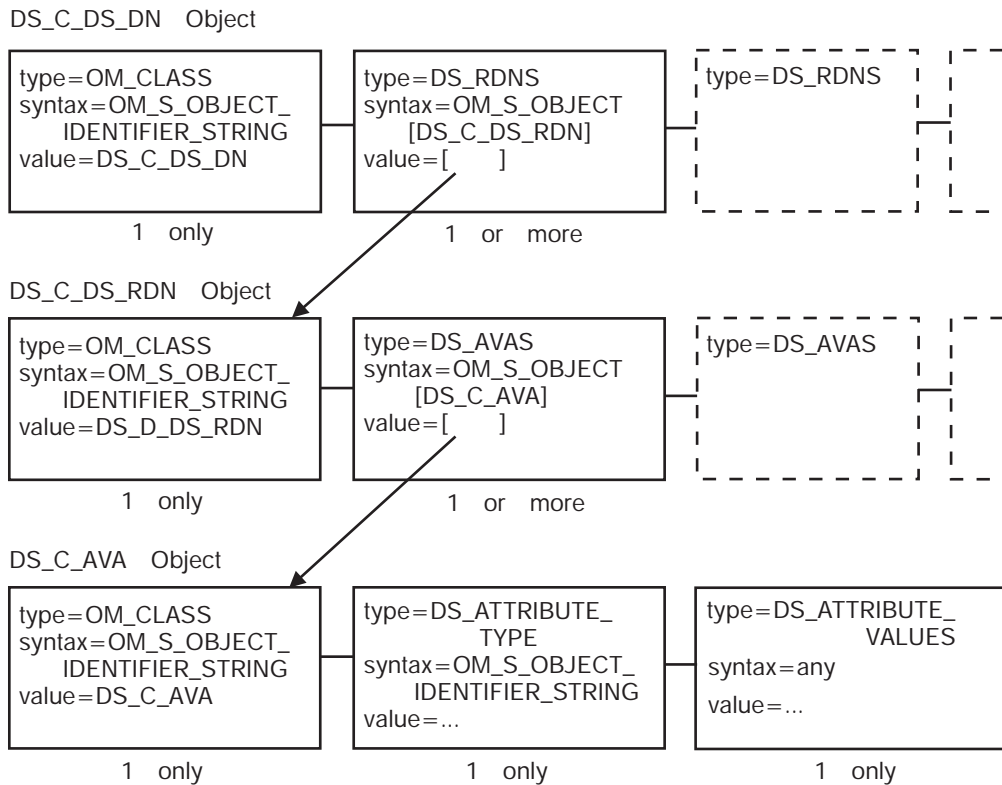 DS_C_DS_DN Object
type=OM_CLASS
syntax=OM_S_OBJECT_
IDENTIFIER_STRING
value=DS_C_DS_DN
1 only
type=DS_RDNS
syntax=OM_S_OBJECT
[DS_C_DS_RDN]
value=[ ]
1 or more
type=DS_RDNS
DS_C_DS_RDN Object
type=OM_CLASS
syntax=OM_S_OBJECT_
IDENTIFIER_STRING
value=DS_D_DS_RDN
1 only
type=DS_AVAS
syntax=OM_S_OBJECT
[DS_C_AVA]
value=[ ]
1 or more
type=DS_AVAS
DS_C_AVA Object
type=OM_CLASS
syntax=OM_S_OBJECT_
IDENTIFIER_STRING
value=DS_C_AVA
1 only
type=DS_ATTRIBUTE_
TYPE
syntax=OM_S_OBJECT_
IDENTIFIER_STRING
value=...
1 only
type=DS_ATTRIBUTE_
VALUES
syntax=any
value=...
1 only